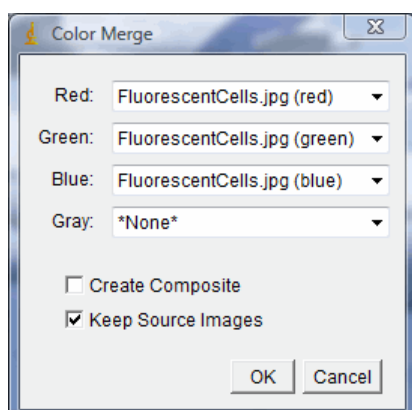 Color Merge
Red: FluorescentCells.jpg (red)
Green: FluorescentCells.jpg (green)
Blue: FluorescentCells.jpg (blue)
Gray: *None*
Create Composite
Keep Source Images
OK Cancel